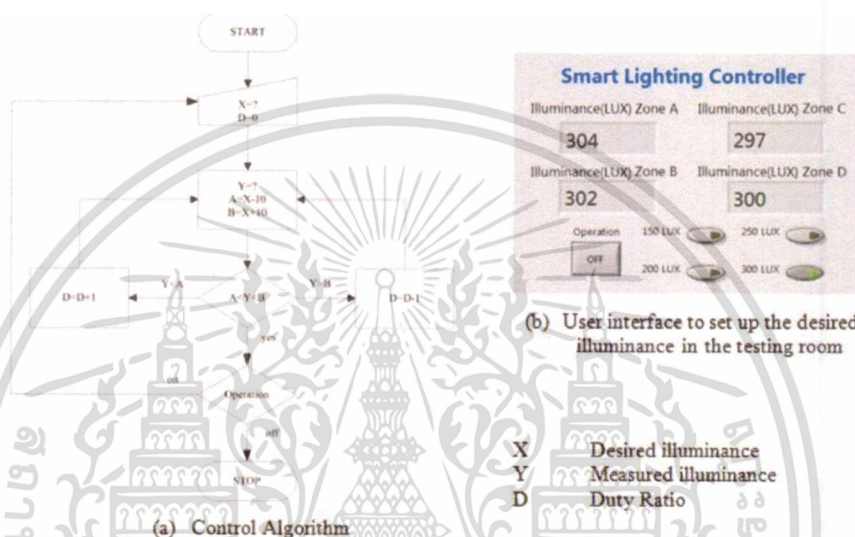 START
X=?
D=0
Y=?
A=X-10
B=X+10
Y<A
A<Y<B
Y>B
D=D+1
D=D-1
yes
on
Operation
off
STOP
(a) Control Algorithm
Smart Lighting Controller
Illuminance(LUX) Zone A
Illuminance(LUX) Zone C
304
297
Illuminance(LUX) Zone B
Illuminance(LUX) Zone D
302
300
Operation
150 LUX
250 LUX
OFF
200 LUX
300 LUX
(b) User interface to set up the desired
illuminance in the testing room
X Desired illuminance
Y Measured illuminance
D Duty Ratio